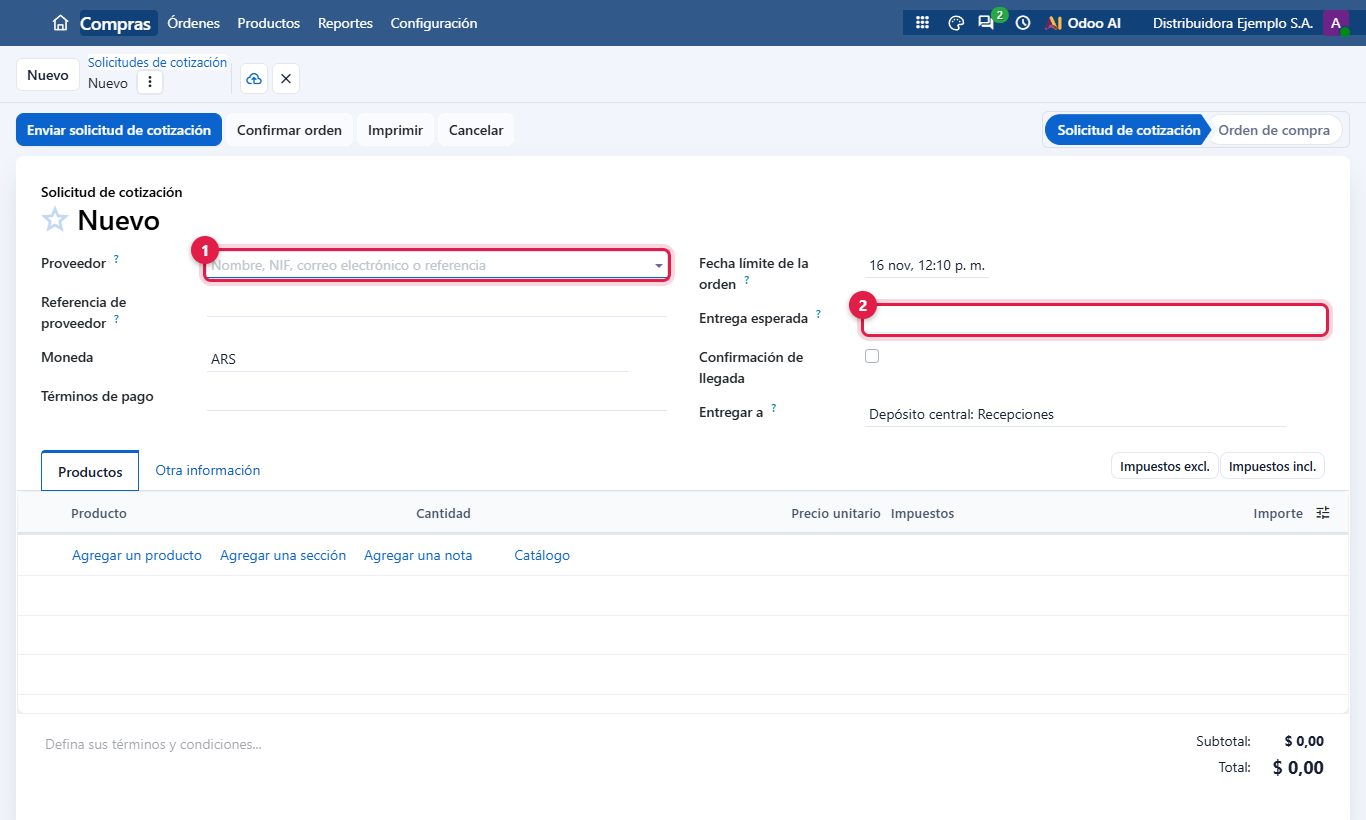 Compras Órdenes Productos Reportes Configuración 2 Odoo AI Distribuidora Ejemplo S.A. A
Nuevo
Solicitudes de cotización
Nuevo
Enviar solicitud de cotización Confirmar orden Imprimir Cancelar Solicitud de cotización Orden de compra
Solicitud de cotización
Nuevo
1
Proveedor ? Nombre, NIF, correo electrónico o referencia
Referencia de
proveedor ?
Moneda ARS
Términos de pago
Fecha límite de la
orden ? 16 nov, 12:10 p. m.
2
Entrega esperada ?
Confirmación de
llegada
Entregar a ? Depósito central: Recepciones
Productos Otra información Impuestos excl. Impuestos incl.
Producto Cantidad Precio unitario Impuestos Importe
Agregar un producto Agregar una sección Agregar una nota Catálogo
Defina sus términos y condiciones...
Subtotal: $ 0,00
Total: $ 0,00